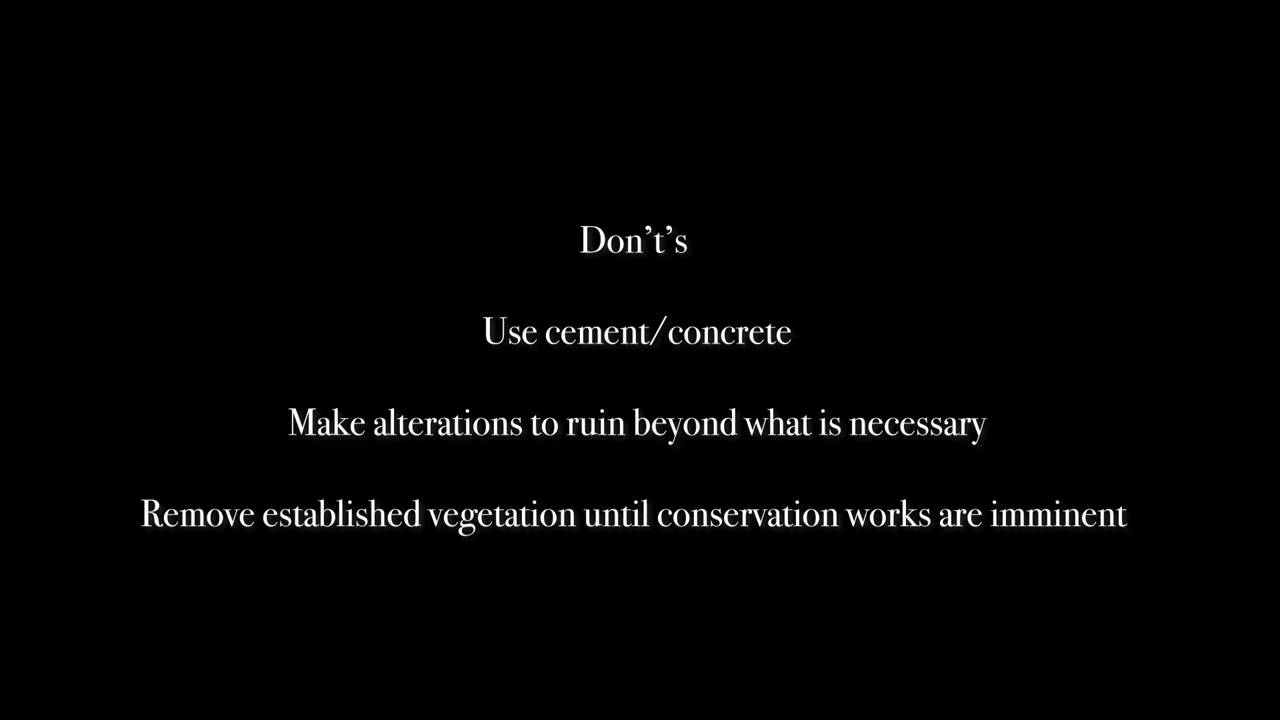 Don’t’s
Use cement/concrete
Make alterations to ruin beyond what is necessary
Remove established vegetation until conservation works are imminent